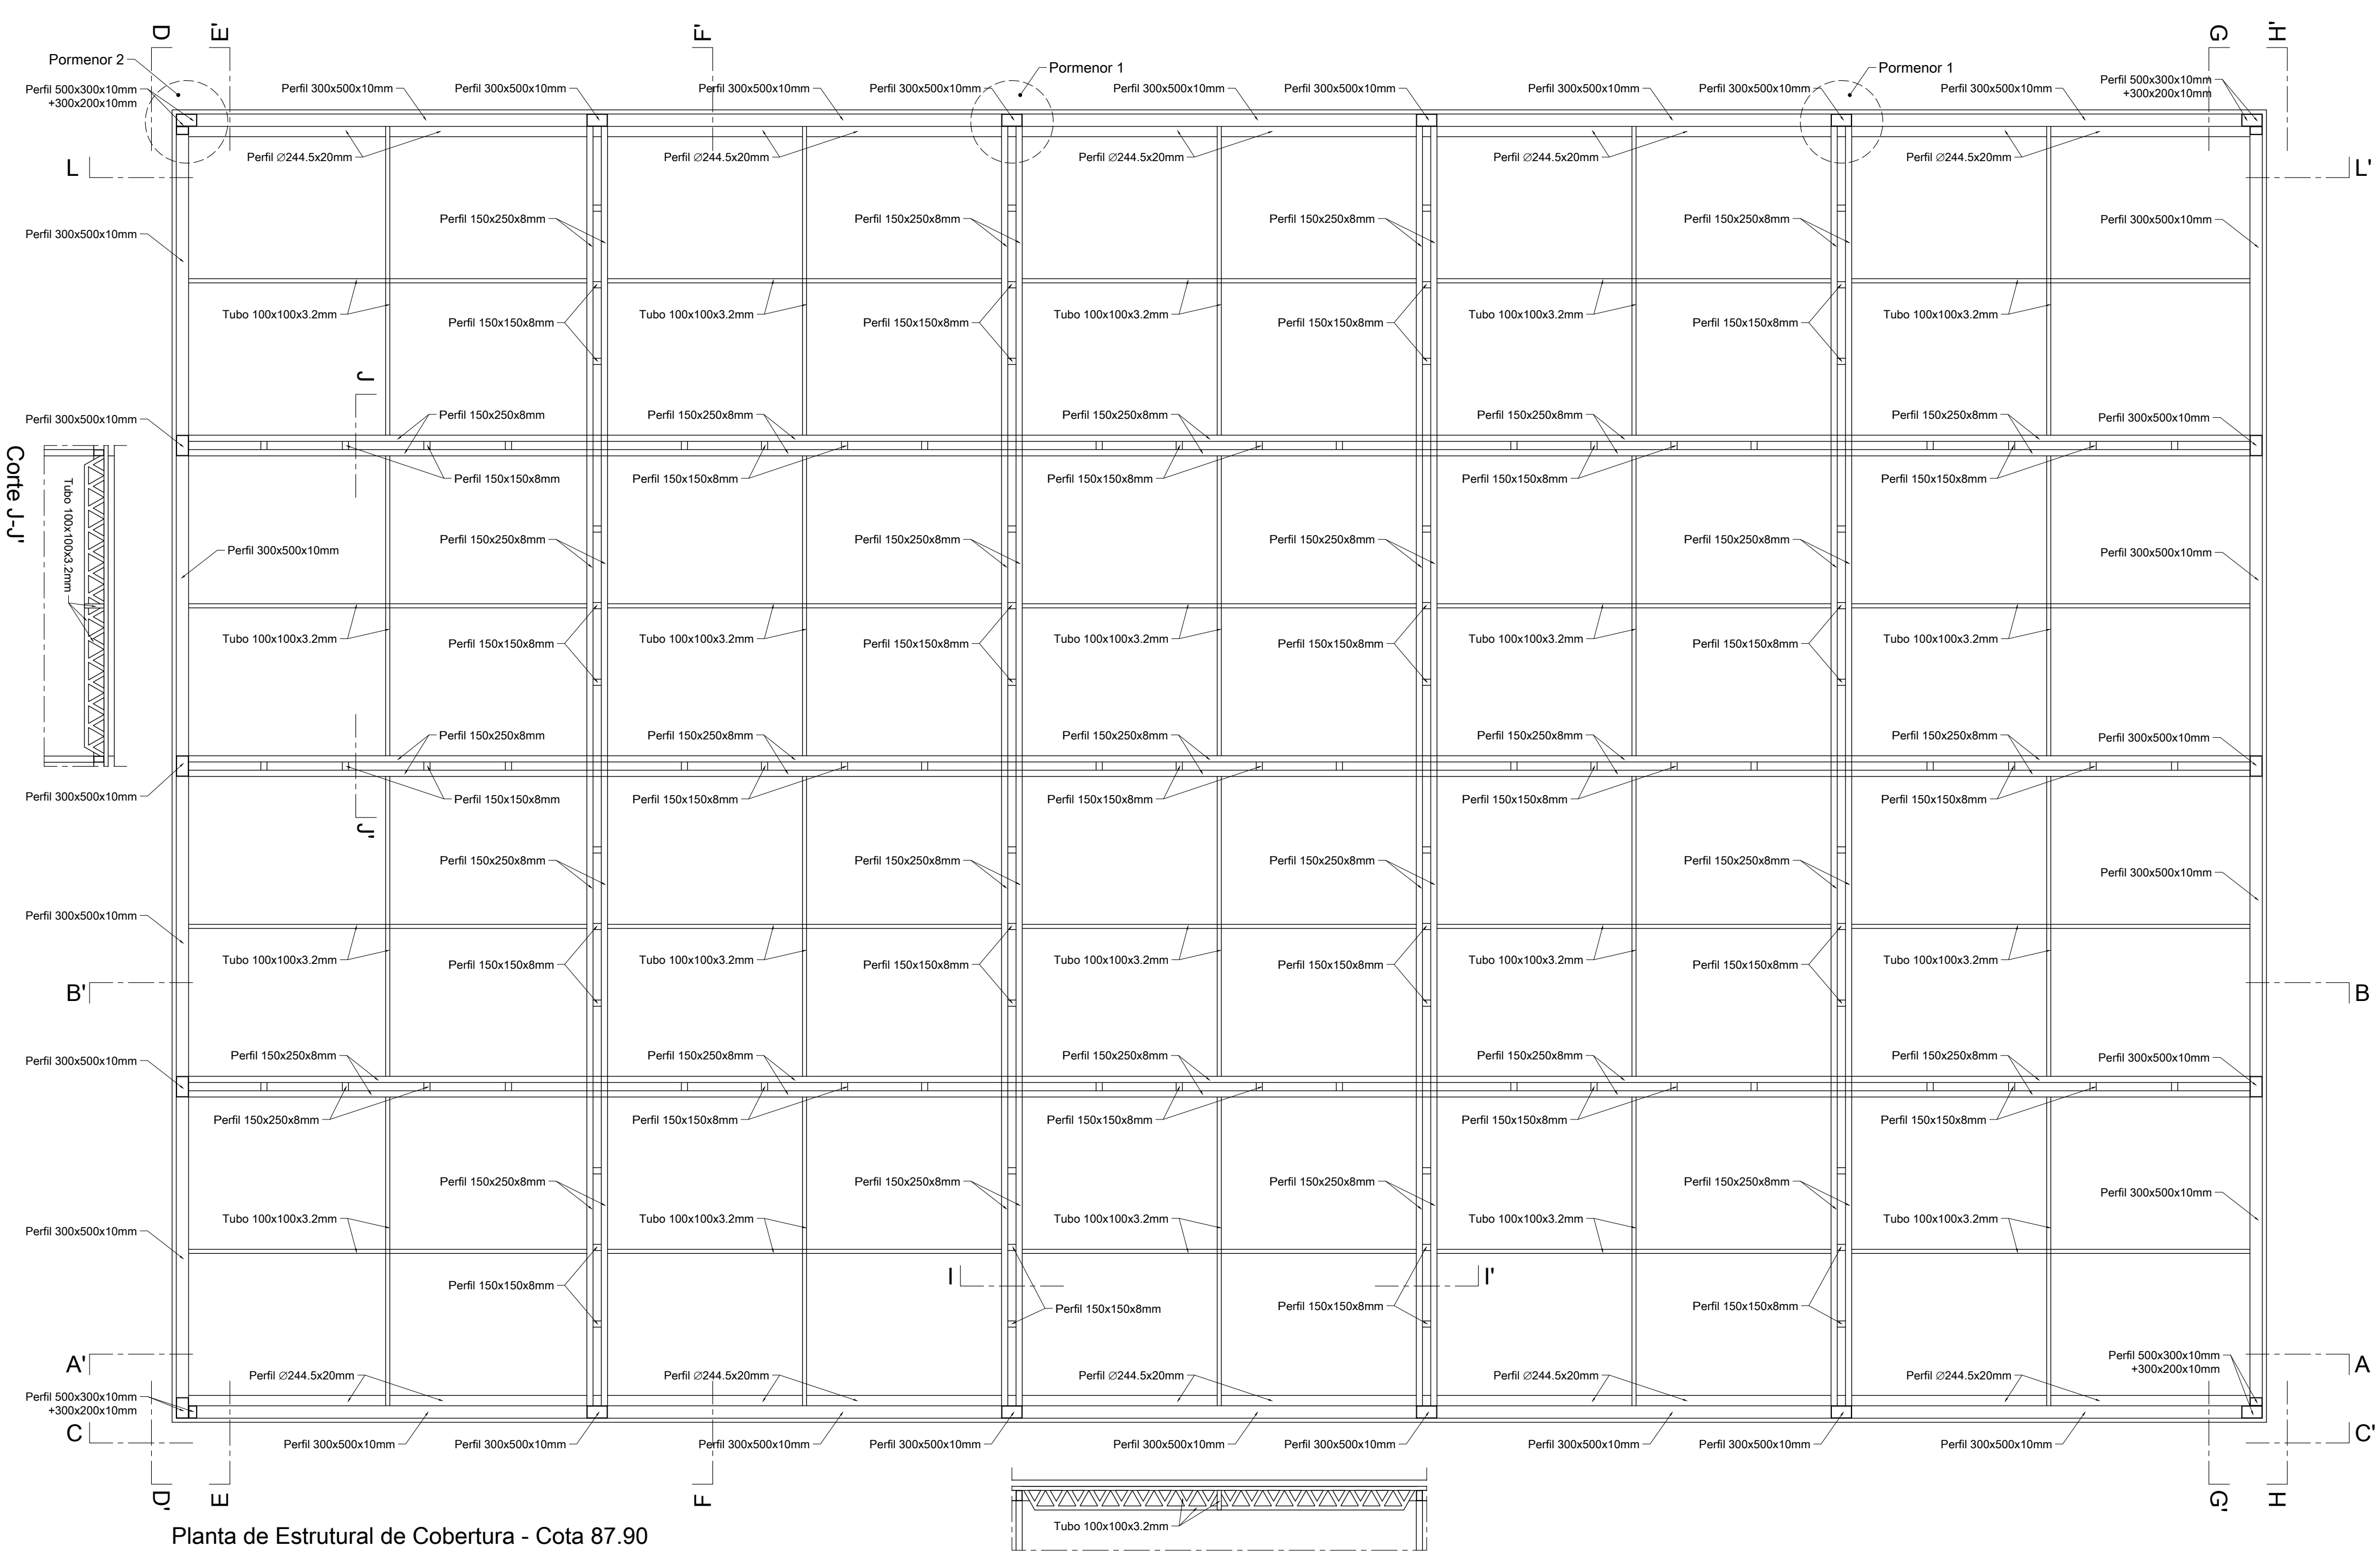 D
E'
F'
G
H'
Pormenor 2
Pormenor 1
Pormenor 1
Perfil 500x300x10mm
+300x200x10mm
Perfil 300x500x10mm
Perfil 300x500x10mm
Perfil 300x500x10mm
Perfil 300x500x10mm
Perfil 300x500x10mm
Perfil 300x500x10mm
Perfil 300x500x10mm
Perfil 300x500x10mm
Perfil 300x500x10mm
Perfil 500x300x10mm
+300x200x10mm
Perfil ∅244.5x20mm
Perfil ∅244.5x20mm
Perfil ∅244.5x20mm
Perfil ∅244.5x20mm
Perfil ∅244.5x20mm
L
L'
Perfil 300x500x10mm
Perfil 150x250x8mm
Perfil 150x250x8mm
Perfil 150x250x8mm
Perfil 150x250x8mm
Perfil 300x500x10mm
Tubo 100x100x3.2mm
Perfil 150x150x8mm
Tubo 100x100x3.2mm
Perfil 150x150x8mm
Tubo 100x100x3.2mm
Perfil 150x150x8mm
Tubo 100x100x3.2mm
Perfil 150x150x8mm
Tubo 100x100x3.2mm
J
Perfil 300x500x10mm
Perfil 150x250x8mm
Perfil 150x250x8mm
Perfil 150x250x8mm
Perfil 150x250x8mm
Perfil 150x250x8mm
Perfil 300x500x10mm
Perfil 150x150x8mm
Perfil 150x150x8mm
Perfil 150x150x8mm
Perfil 150x150x8mm
Perfil 150x150x8mm
Corte J-J'
Tubo 100x100x3.2mm
Perfil 300x500x10mm
Perfil 150x250x8mm
Perfil 150x250x8mm
Perfil 150x250x8mm
Perfil 150x250x8mm
Perfil 300x500x10mm
Tubo 100x100x3.2mm
Perfil 150x150x8mm
Tubo 100x100x3.2mm
Perfil 150x150x8mm
Tubo 100x100x3.2mm
Perfil 150x150x8mm
Tubo 100x100x3.2mm
Perfil 150x150x8mm
Tubo 100x100x3.2mm
Perfil 150x250x8mm
Perfil 150x250x8mm
Perfil 150x250x8mm
Perfil 150x250x8mm
Perfil 150x250x8mm
Perfil 300x500x10mm
Perfil 300x500x10mm
Perfil 150x150x8mm
Perfil 150x150x8mm
Perfil 150x150x8mm
Perfil 150x150x8mm
Perfil 150x150x8mm
J'
Perfil 300x500x10mm
Perfil 150x250x8mm
Perfil 150x250x8mm
Perfil 150x250x8mm
Perfil 150x250x8mm
Perfil 300x500x10mm
Tubo 100x100x3.2mm
Perfil 150x150x8mm
Tubo 100x100x3.2mm
Perfil 150x150x8mm
Tubo 100x100x3.2mm
Perfil 150x150x8mm
Tubo 100x100x3.2mm
Perfil 150x150x8mm
Tubo 100x100x3.2mm
B'
B
Perfil 300x500x10mm
Perfil 150x250x8mm
Perfil 150x250x8mm
Perfil 150x250x8mm
Perfil 150x250x8mm
Perfil 150x250x8mm
Perfil 300x500x10mm
Perfil 150x250x8mm
Perfil 150x150x8mm
Perfil 150x150x8mm
Perfil 150x150x8mm
Perfil 150x150x8mm
Perfil 150x250x8mm
Perfil 150x250x8mm
Perfil 150x250x8mm
Perfil 150x250x8mm
Perfil 300x500x10mm
Perfil 300x500x10mm
Tubo 100x100x3.2mm
Tubo 100x100x3.2mm
Tubo 100x100x3.2mm
Tubo 100x100x3.2mm
Tubo 100x100x3.2mm
I
I'
Perfil 150x150x8mm
Perfil 150x150x8mm
Perfil 150x150x8mm
Perfil 150x150x8mm
A'
A
Perfil ∅244.5x20mm
Perfil ∅244.5x20mm
Perfil ∅244.5x20mm
Perfil ∅244.5x20mm
Perfil ∅244.5x20mm
Perfil 500x300x10mm
+300x200x10mm
Perfil 500x300x10mm
+300x200x10mm
C
C'
Perfil 300x500x10mm
Perfil 300x500x10mm
Perfil 300x500x10mm
Perfil 300x500x10mm
Perfil 300x500x10mm
Perfil 300x500x10mm
Perfil 300x500x10mm
Perfil 300x500x10mm
Perfil 300x500x10mm
D'
E
F
G'
H
Tubo 100x100x3.2mm
Planta de Estrutural de Cobertura - Cota 87.90